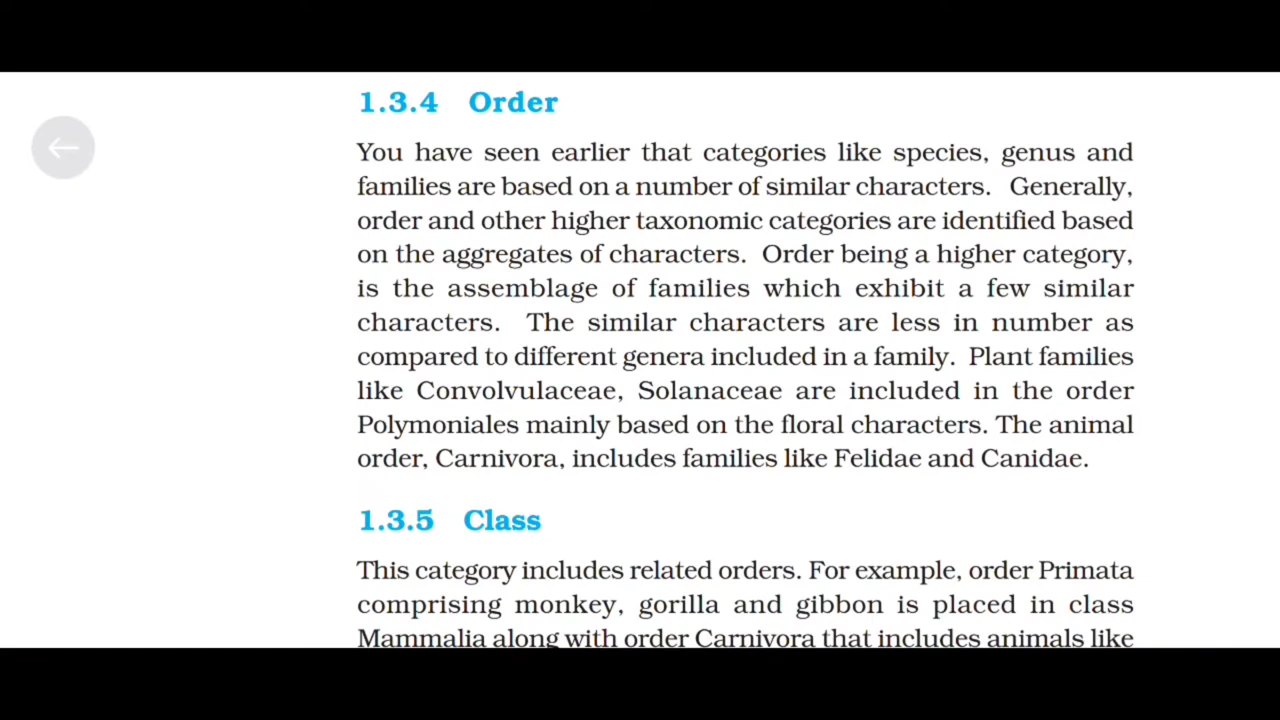 1.3.4 Order
You have seen earlier that categories like species, genus and
families are based on a number of similar characters. Generally,
order and other higher taxonomic categories are identified based
on the aggregates of characters. Order being a higher category,
is the assemblage of families which exhibit a few similar
characters. The similar characters are less in number as
compared to different genera included in a family. Plant families
like Convolvulaceae, Solanaceae are included in the order
Polymoniales mainly based on the floral characters. The animal
order, Carnivora, includes families like Felidae and Canidae.
1.3.5 Class
This category includes related orders. For example, order Primata
comprising monkey, gorilla and gibbon is placed in class
Mammalia along with order Carnivora that includes animals like